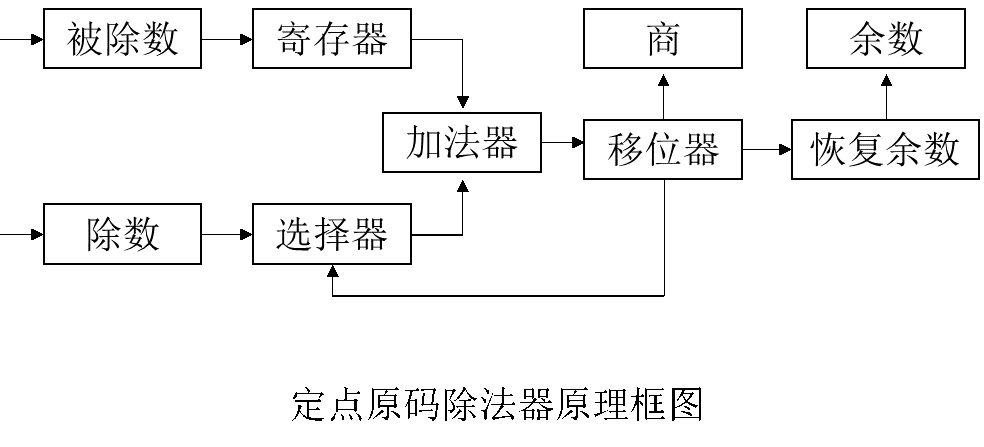 被除数
寄存器
商
余数
加法器
移位器
恢复余数
除数
选择器
定点原码除法器原理框图